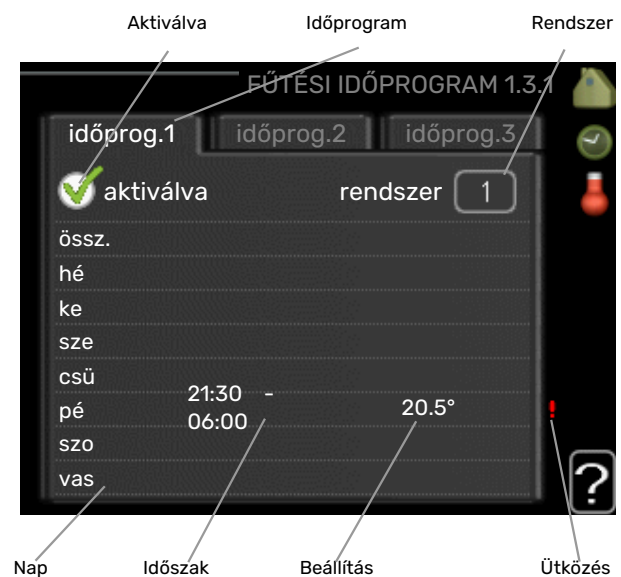 Aktiválva Időprogram Rendszer
FŰTÉSI IDŐPROGRAM 1.3.1
időprog.1 időprog.2 időprog.3
aktiválva rendszer 1
össz.
hé
ke
sze
csü
pé 21:30 - 20.5° !
06:00
szo
vas
?
Nap Időszak Beállítás Ütközés